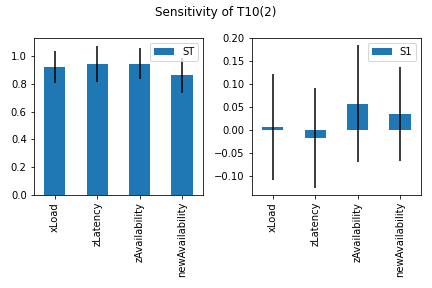 Sensitivity of T10(2)
ST
1.0
0.8
0.6
0.4
0.2
0.0
xLoad
zLatency
zAvailability
newAvailability
S1
0.20
0.15
0.10
0.05
0.00
−0.05
−0.10
xLoad
zLatency
zAvailability
newAvailability